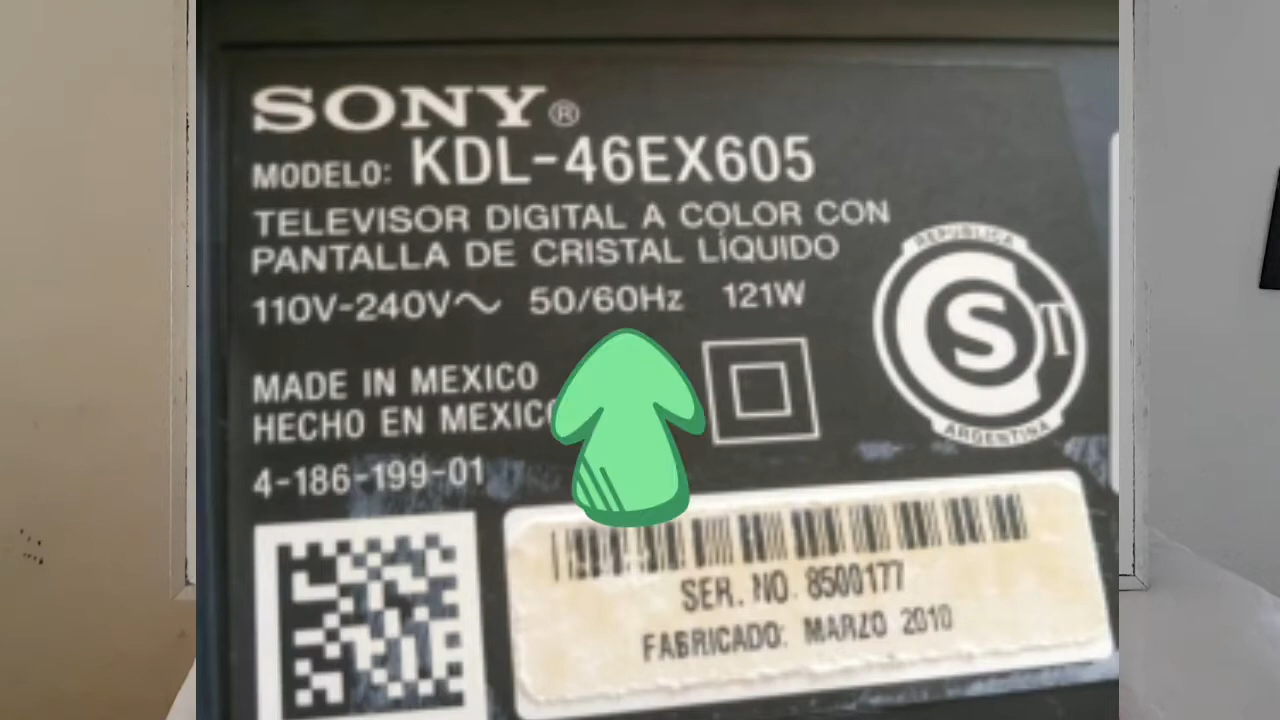 SONY®
MODELO: KDL-46EX605
TELEVISOR DIGITAL A COLOR CON
PANTALLA DE CRISTAL LÍQUIDO
110V-240V~ 50/60Hz 121W
REPUBLICA
S
T
ARGENTINA
MADE IN MEXICO
HECHO EN MEXICO
4-186-199-01
SER. NO. 8500177
FABRICADO: MARZO 2010